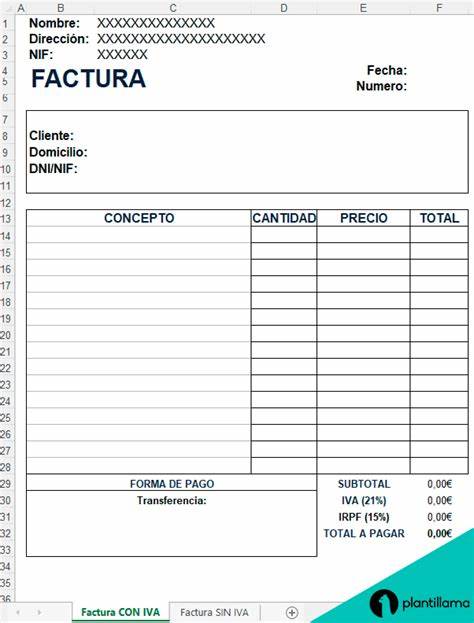 A B C D E F
1 Nombre: XXXXXXXXXXXXXX
2 Dirección: XXXXXXXXXXXXXXXXXXXX
3 NIF: XXXXXX
4 Fecha:
5 FACTURA
6 Numero:
7
8 Cliente:
9 Domicilio:
10 DNI/NIF:
11
12
13 CONCEPTO CANTIDAD PRECIO TOTAL
14
15
16
17
18
19
20
21
22
23
24
25
26
27
28
29 FORMA DE PAGO SUBTOTAL 0,00€
30 Transferencia: IVA (21%) 0,00€
31 IRPF (15%) 0,00€
32 TOTAL A PAGAR 0,00€
33
34
35
36
plantillama
Factura CON IVA Factura SIN IVA